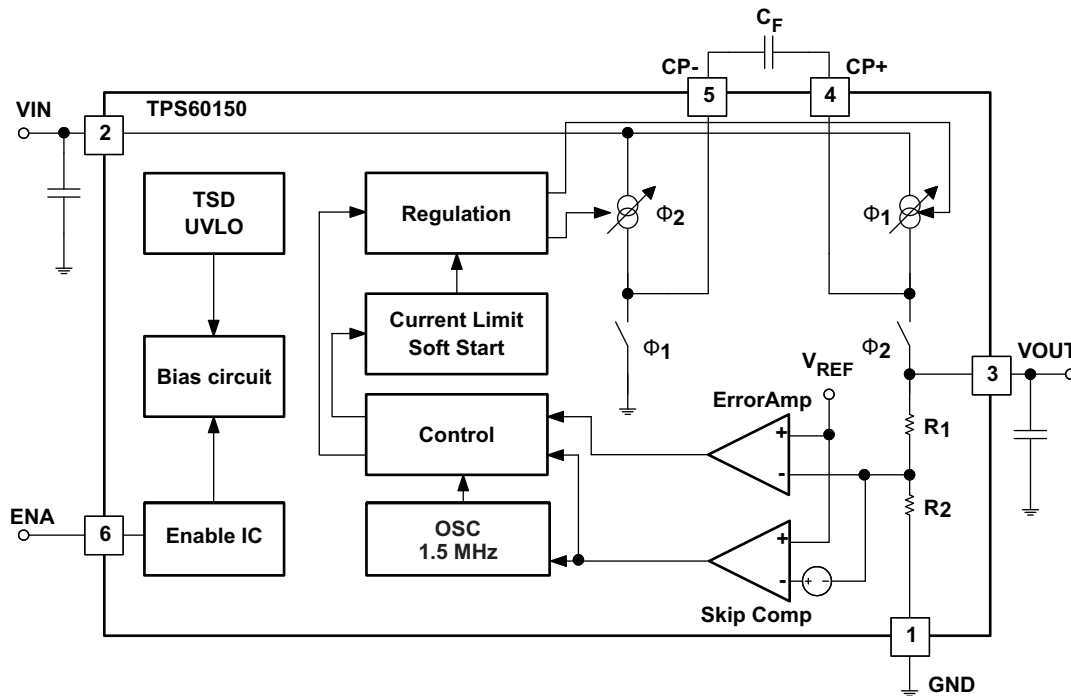 CF
CP-
CP+
5
4
VIN
TPS60150
2
TSD
UVLO
Regulation
Φ2
Φ1
Current Limit
Soft Start
Φ1
Φ2
VOUT
3
Bias circuit
VREF
ErrorAmp
+
-
R1
Control
R2
ENA
6
Enable IC
OSC
1.5 MHz
+
-
+ -
Skip Comp
1
GND